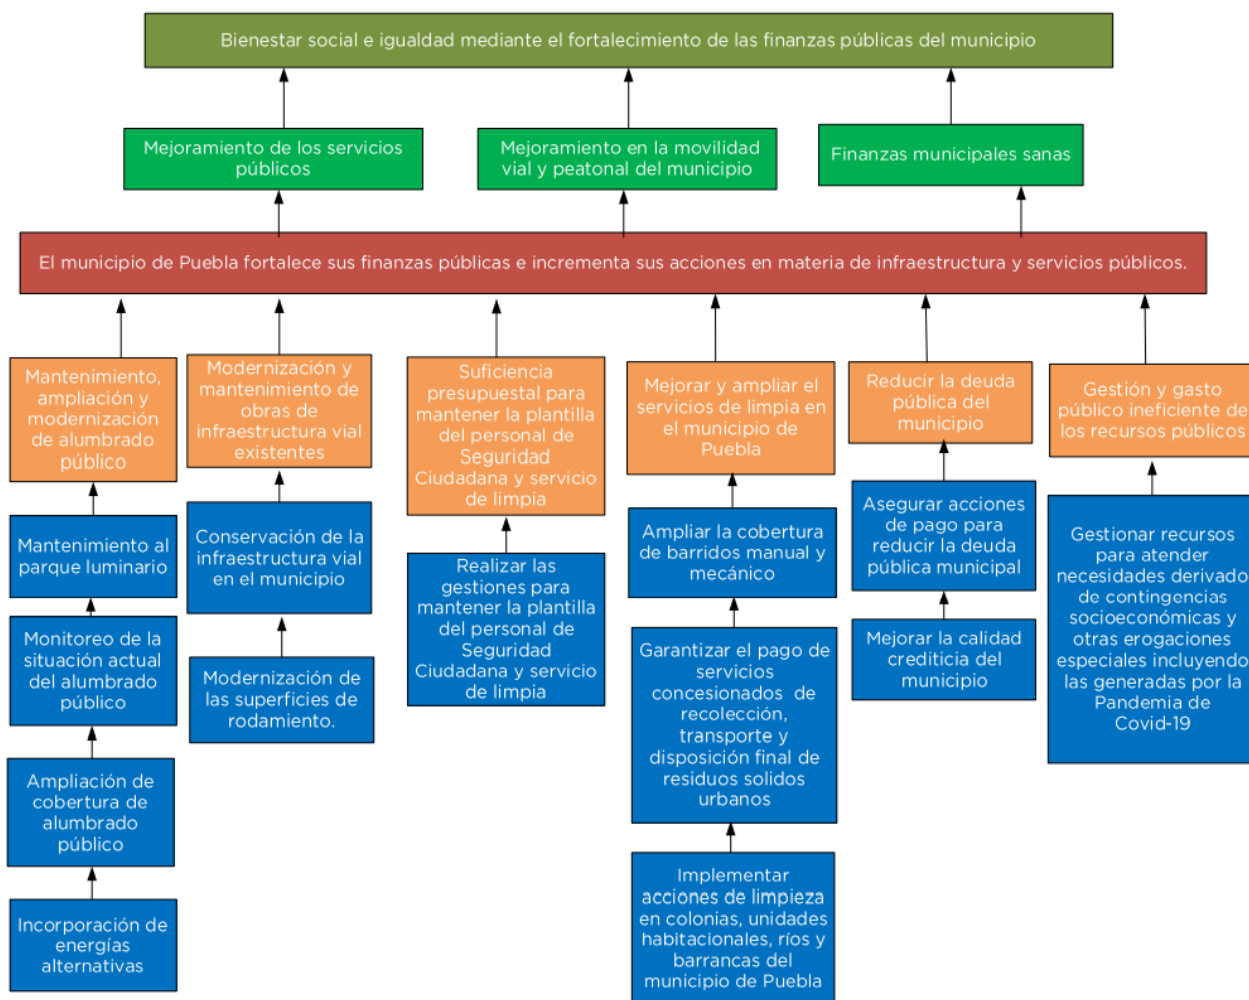 Bienestar social e igualdad mediante el fortalecimiento de las finanzas públicas del municipio
Mejoramiento de los servicios
públicos
Mejoramiento en la movilidad
vial y peatonal del municipio
Finanzas municipales sanas
El municipio de Puebla fortalece sus finanzas públicas e incrementa sus acciones en materia de infraestructura y servicios públicos.
Mantenimiento,
ampliación y
modernización
de alumbrado
público
Modernización y
mantenimiento de
obras de
infraestructura vial
existentes
Suficiencia
presupuestal para
mantener la plantilla
del personal de
Seguridad
Ciudadana y servicio
de limpia
Mejorar y ampliar el
servicios de limpia en
el municipio de
Puebla
Reducir la deuda
pública del
municipio
Gestión y gasto
público ineficiente de
los recursos públicos
Mantenimiento al
parque luminario
Monitoreo de la
situación actual
del alumbrado
público
Ampliación de
cobertura de
alumbrado
público
Incorporación de
energías
alternativas
Conservación de la
infraestructura vial
en el municipio
Modernización de
las superficies de
rodamiento.
Realizar las
gestiones para
mantener la plantilla
del personal de
Seguridad
Ciudadana y servicio
de limpia
Ampliar la cobertura
de barridos manual y
mecánico
Garantizar el pago de
servicios
concesionados de
recolección,
transporte y
disposición final de
residuos solidos
urbanos
Implementar
acciones de limpieza
en colonias, unidades
habitacionales, ríos y
barrancas del
municipio de Puebla
Asegurar acciones
de pago para
reducir la deuda
pública municipal
Mejorar la calidad
crediticia del
municipio
Gestionar recursos
para atender
necesidades derivado
de contingencias
socioeconómicas y
otras erogaciones
especiales incluyendo
las generadas por la
Pandemia de
Covid-19